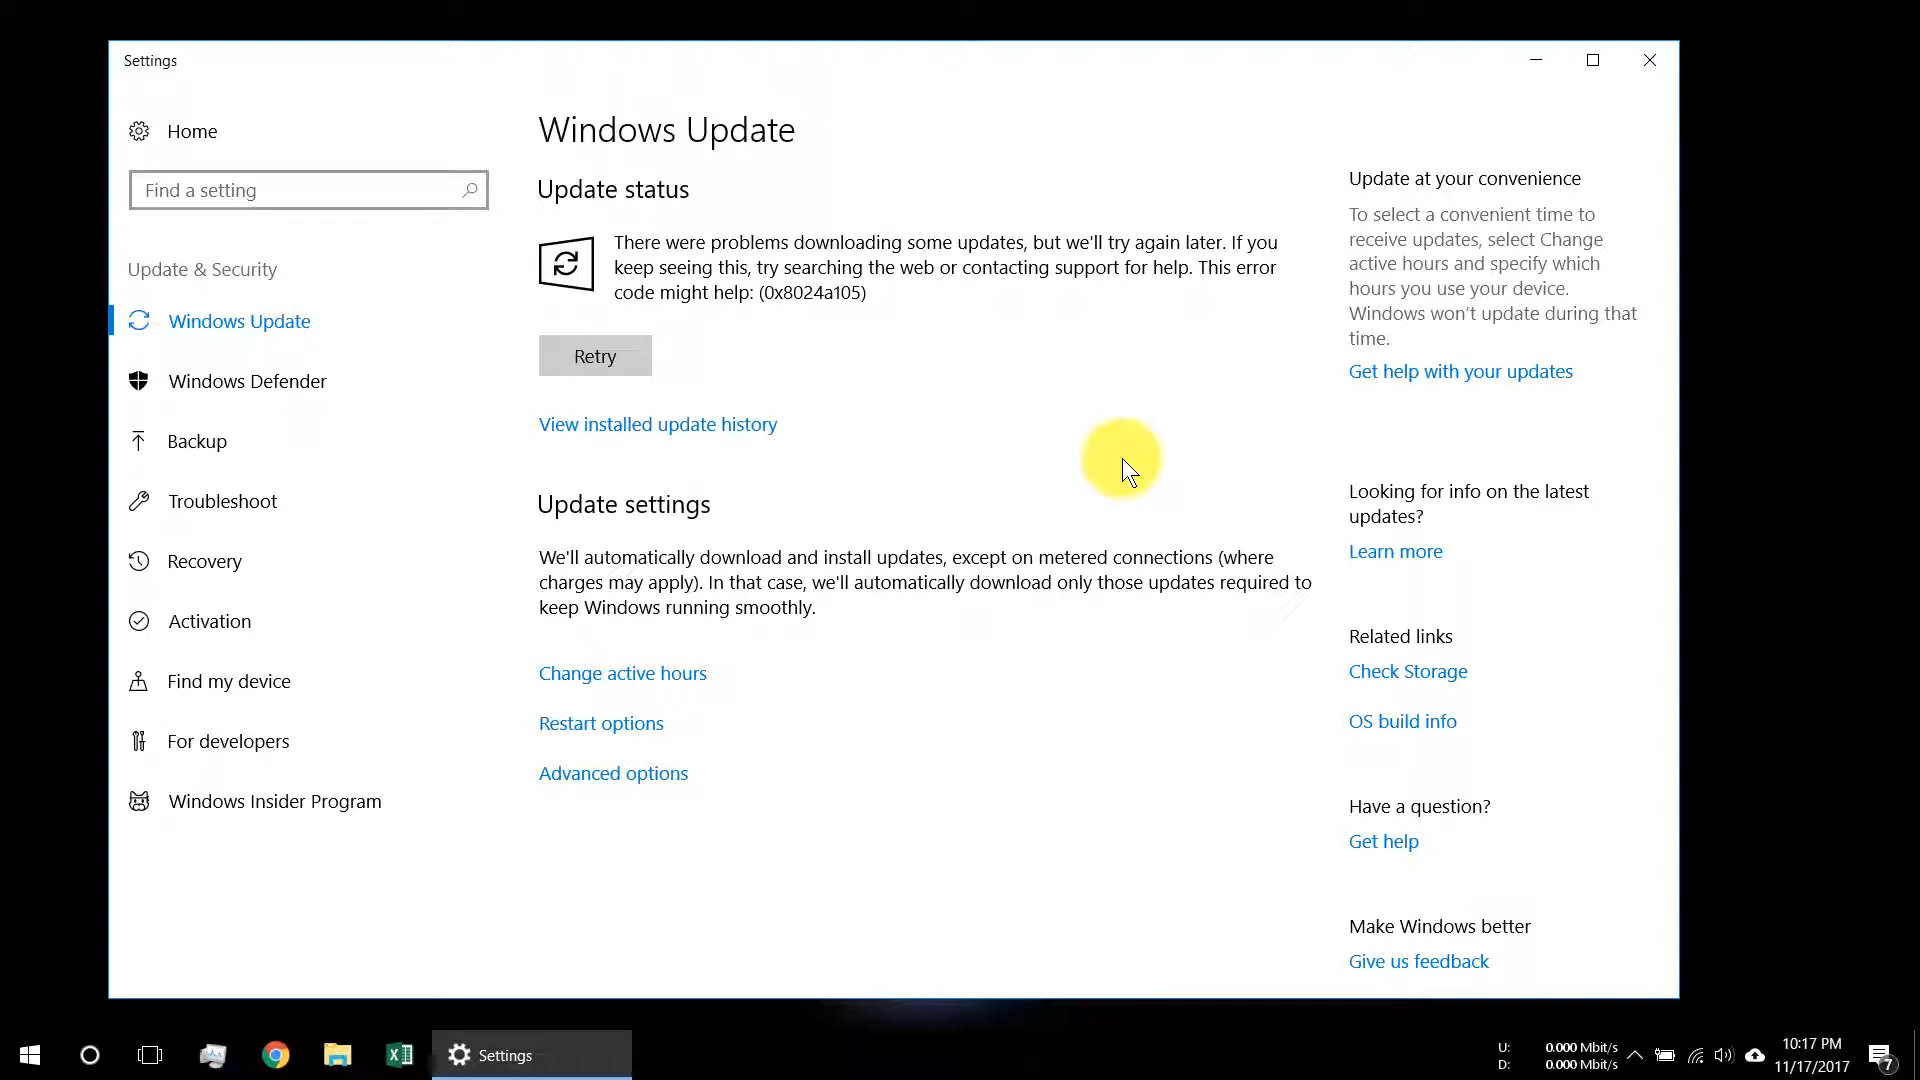 Settings
Home
Find a setting
Update & Security
Windows Update
Windows Defender
Backup
Troubleshoot
Recovery
Activation
Find my device
For developers
Windows Insider Program
Windows Update
Update status
There were problems downloading some updates, but we'll try again later. If you
keep seeing this, try searching the web or contacting support for help. This error
code might help: (0x8024a105)
Retry
View installed update history
Update settings
We'll automatically download and install updates, except on metered connections (where
charges may apply). In that case, we'll automatically download only those updates required to
keep Windows running smoothly.
Change active hours
Restart options
Advanced options
Update at your convenience
To select a convenient time to
receive updates, select Change
active hours and specify which
hours you use your device.
Windows won't update during that
time.
Get help with your updates
Looking for info on the latest
updates?
Learn more
Related links
Check Storage
OS build info
Have a question?
Get help
Make Windows better
Give us feedback
Settings
U: 0.000 Mbit/s
D: 0.000 Mbit/s
10:17 PM
11/17/2017
7